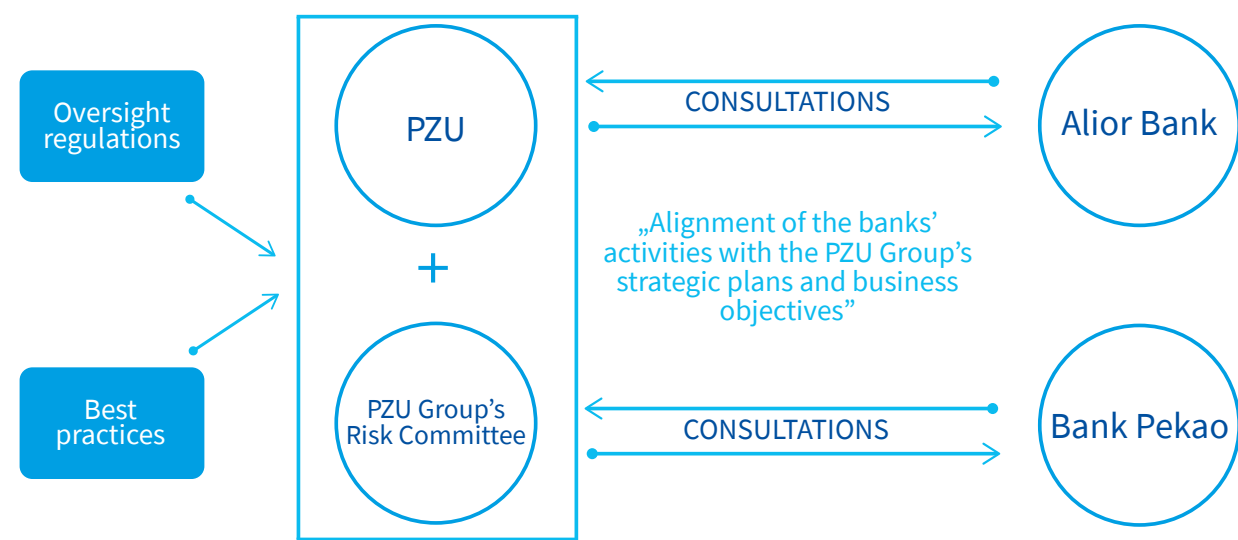 Oversight
regulations
Best
practices
PZU
+
PZU Group’s
Risk Committee
CONSULTATIONS
„Alignment of the banks’
activities with the PZU Group’s
strategic plans and business
objectives”
CONSULTATIONS
Alior Bank
Bank Pekao